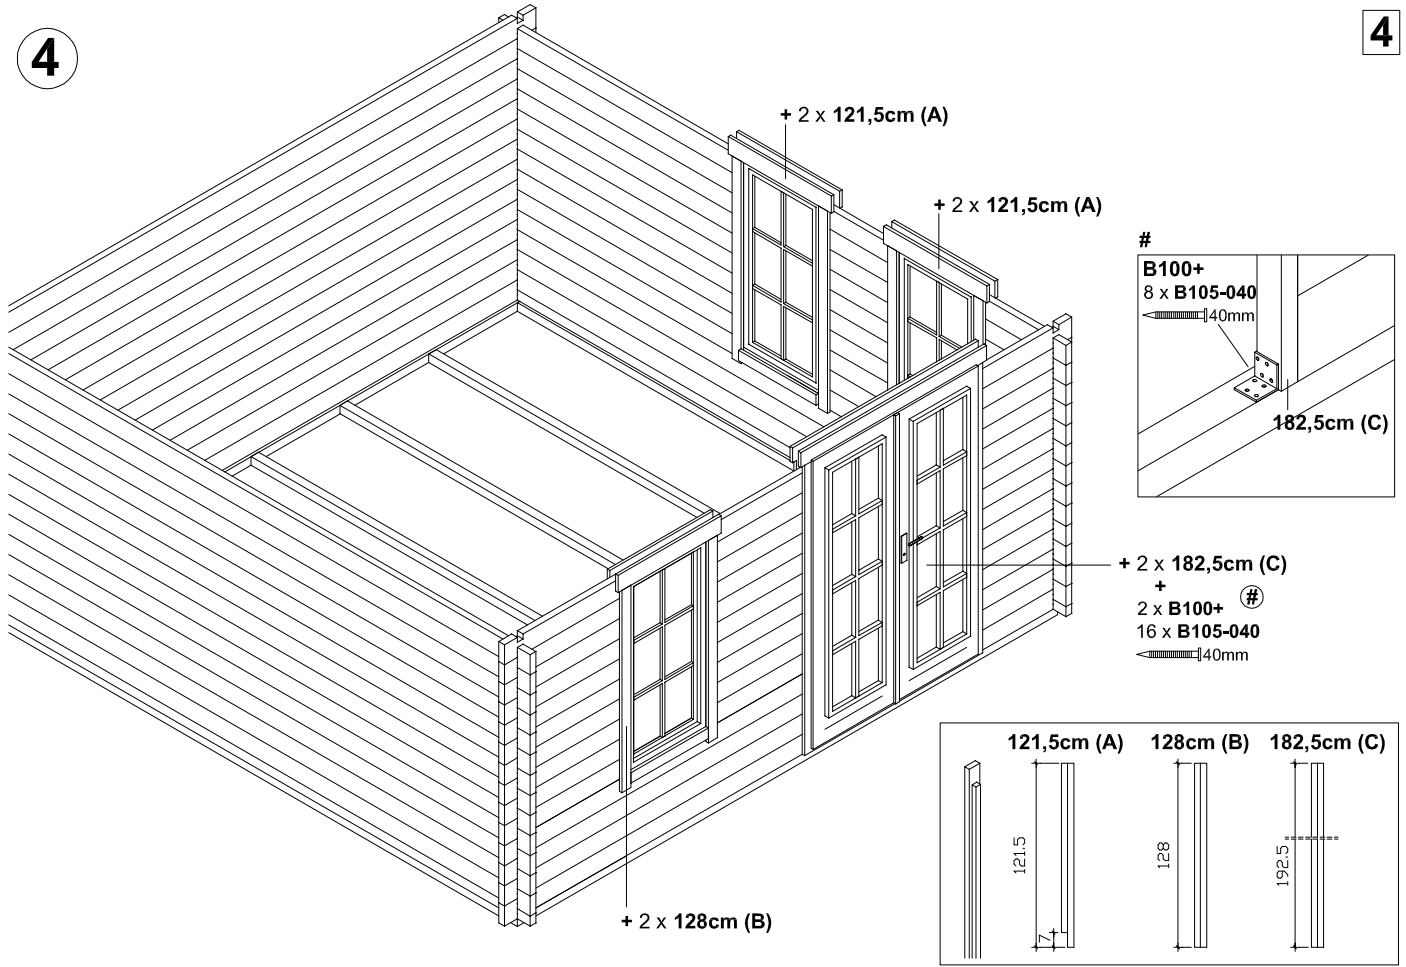 4
4
+ 2 x 121,5cm (A)
+ 2 x 121,5cm (A)
#
B100+
8 x B105-040
40mm
182,5cm (C)
+ 2 x 182,5cm (C)
+
2 x B100+ #
16 x B105-040
40mm
+ 2 x 128cm (B)
121,5cm (A) 128cm (B) 182,5cm (C)
121.5
7
128
192.5